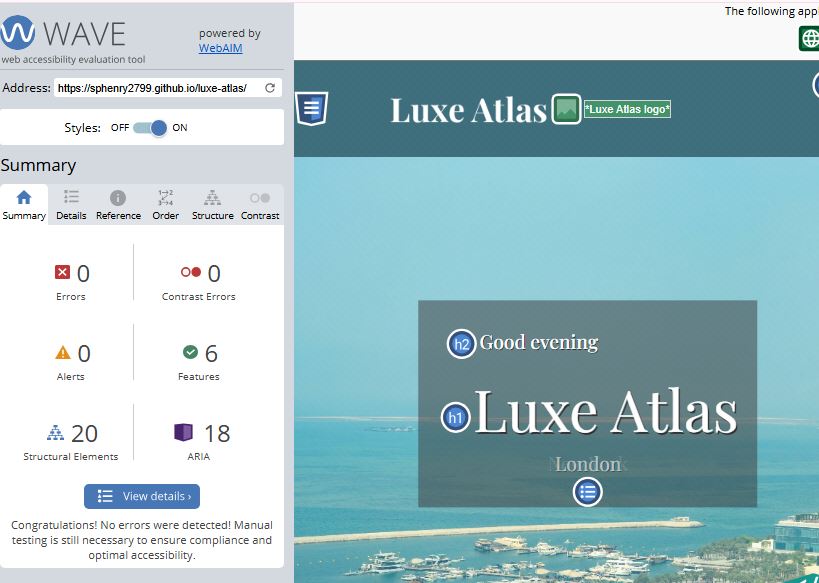 WAVE
web accessibility evaluation tool
powered by
WebAIM
Address: https://sphenry2799.github.io/luxe-atlas/
Styles: OFF ON
Summary
Summary Details Reference Order Structure Contrast
0
Errors
0
Contrast Errors
0
Alerts
6
Features
20
Structural Elements
18
ARIA
View details ›
Congratulations! No errors were detected! Manual
testing is still necessary to ensure compliance and
optimal accessibility.
The following app
Luxe Atlas *Luxe Atlas logo*
h2 Good evening
h1 Luxe Atlas
London